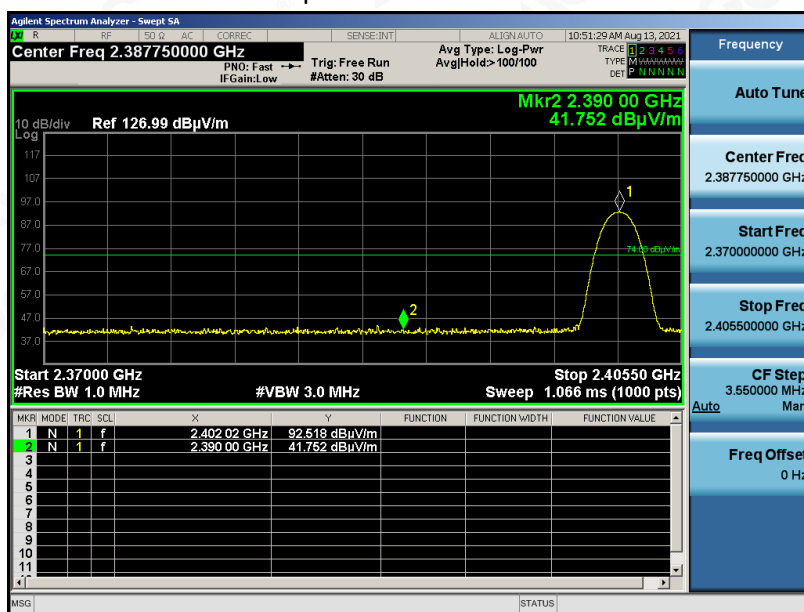 Agilent Spectrum Analyzer - Swept SA
LXI R RF 50 Ω AC CORREC SENSE:INT ALIGN AUTO 10:51:29 AM Aug 13, 2021
Center Freq 2.387750000 GHz
PNO: Fast
IFGain:Low
Trig: Free Run
#Atten: 30 dB
Avg Type: Log-Pwr
Avg|Hold:>100/100
TRACE 1 2 3 4 5 6
TYPE M
DET P N N N N N
Mkr2 2.390 00 GHz
41.752 dBµV/m
10 dB/div Ref 126.99 dBµV/m
Log
117
107
97.0
87.0
77.0
67.0
57.0
47.0
37.0
1
74.00 dBµV/m
2
Start 2.37000 GHz Stop 2.40550 GHz
#Res BW 1.0 MHz #VBW 3.0 MHz Sweep 1.066 ms (1000 pts)
MKR MODE TRC SCL X Y FUNCTION FUNCTION WIDTH FUNCTION VALUE
1 N 1 f 2.402 02 GHz 92.518 dBµV/m
2 N 1 f 2.390 00 GHz 41.752 dBµV/m
3
4
5
6
7
8
9
10
11
MSG STATUS
Frequency
Auto Tune
Center Freq
2.387750000 GHz
Start Freq
2.370000000 GHz
Stop Freq
2.405500000 GHz
CF Step
3.550000 MHz
Auto Man
Freq Offset
0 Hz